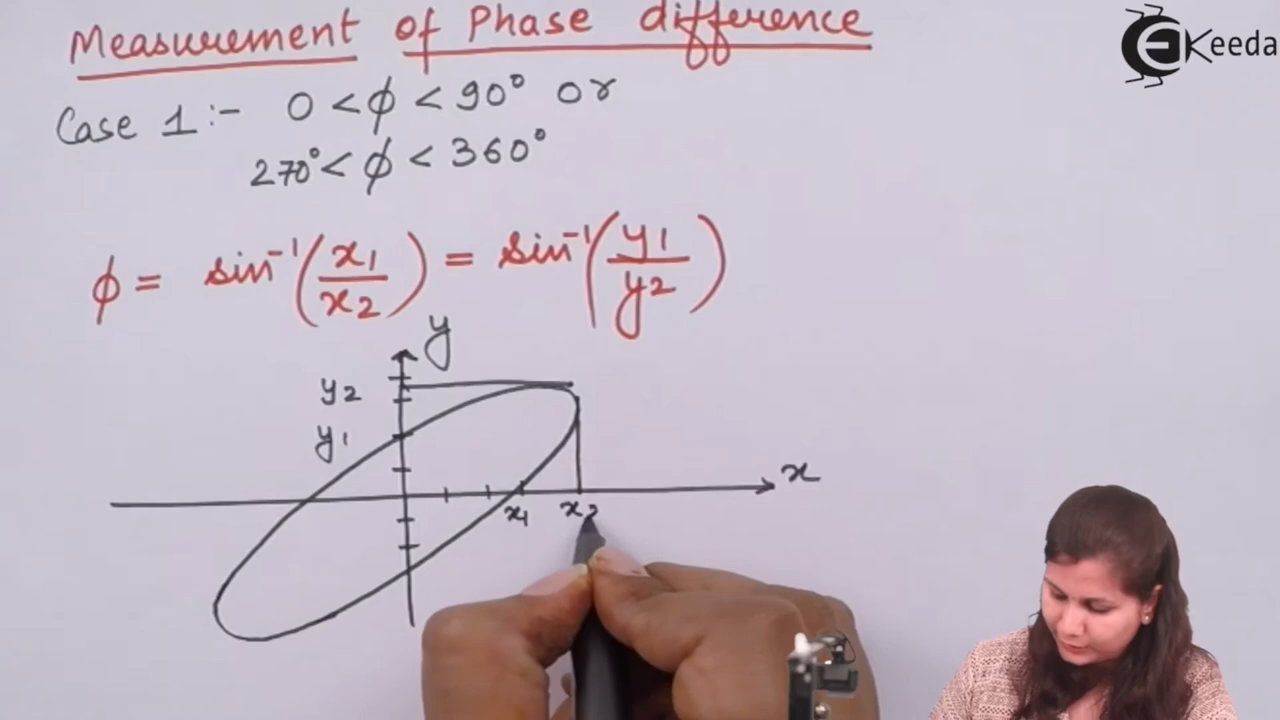 Measurement of Phase difference
EKeeda
Case 1:- 0 < ϕ < 90° or
270° < ϕ < 360°
ϕ = sin⁻¹(x₁/x₂) = sin⁻¹(y₁/y₂)
y
y₂
y₁
x
x₁ x₂